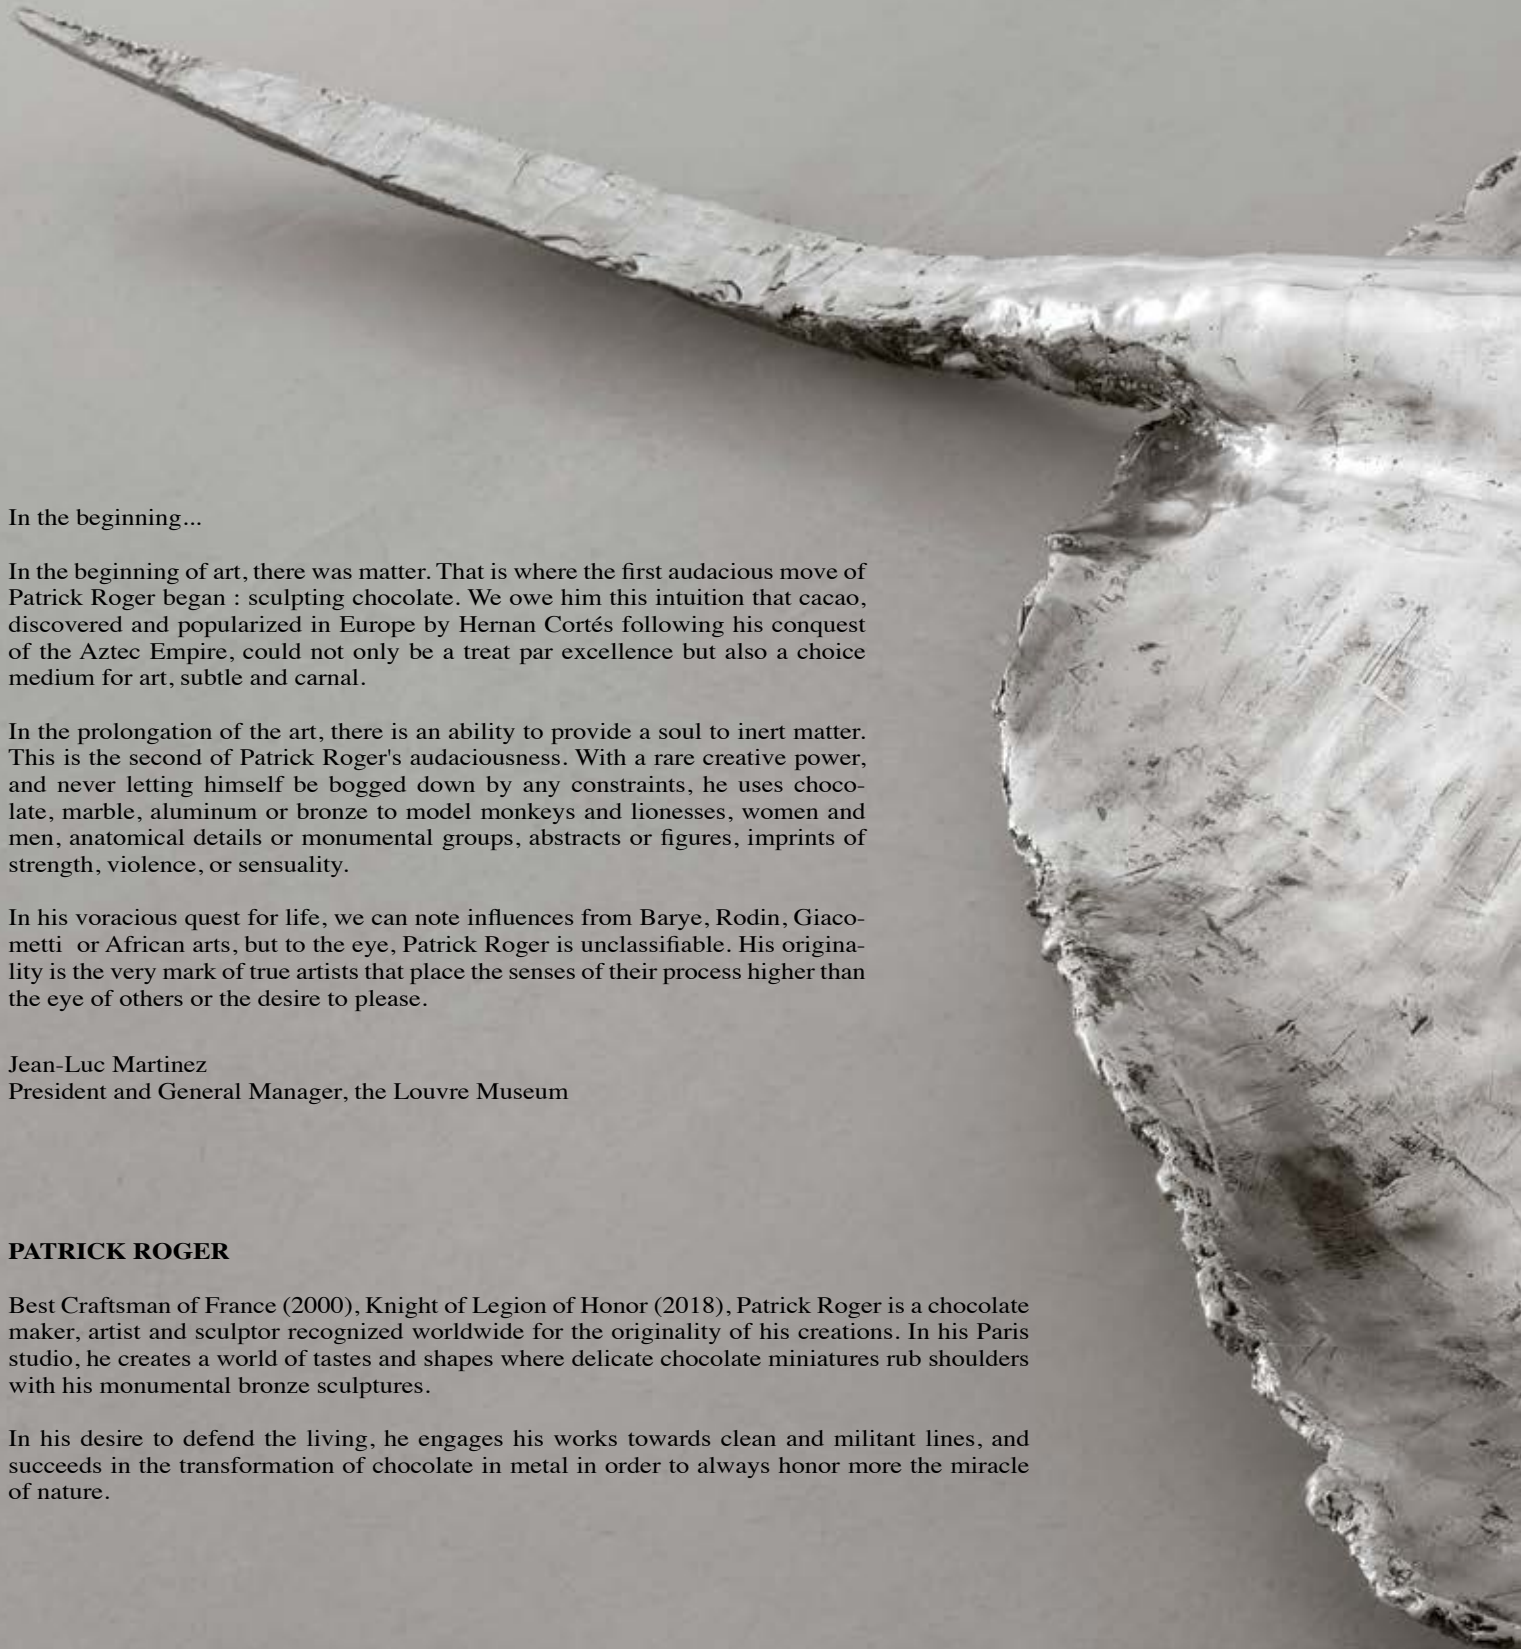 In the beginning...
In the beginning of art, there was matter. That is where the first audacious move of
Patrick Roger began : sculpting chocolate. We owe him this intuition that cacao,
discovered and popularized in Europe by Hernan Cortés following his conquest
of the Aztec Empire, could not only be a treat par excellence but also a choice
medium for art, subtle and carnal.
In the prolongation of the art, there is an ability to provide a soul to inert matter.
This is the second of Patrick Roger's audaciousness. With a rare creative power,
and never letting himself be bogged down by any constraints, he uses choco-
late, marble, aluminum or bronze to model monkeys and lionesses, women and
men, anatomical details or monumental groups, abstracts or figures, imprints of
strength, violence, or sensuality.
In his voracious quest for life, we can note influences from Barye, Rodin, Giaco-
metti or African arts, but to the eye, Patrick Roger is unclassifiable. His origina-
lity is the very mark of true artists that place the senses of their process higher than
the eye of others or the desire to please.
Jean-Luc Martinez
President and General Manager, the Louvre Museum
PATRICK ROGER
Best Craftsman of France (2000), Knight of Legion of Honor (2018), Patrick Roger is a chocolate
maker, artist and sculptor recognized worldwide for the originality of his creations. In his Paris
studio, he creates a world of tastes and shapes where delicate chocolate miniatures rub shoulders
with his monumental bronze sculptures.
In his desire to defend the living, he engages his works towards clean and militant lines, and
succeeds in the transformation of chocolate in metal in order to always honor more the miracle
of nature.